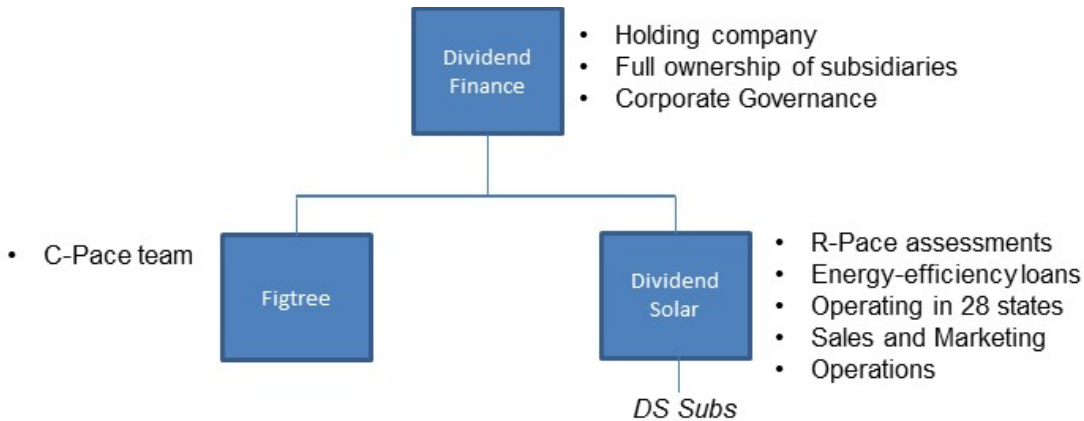 Dividend
Finance
• Holding company
• Full ownership of subsidiaries
• Corporate Governance
• C-Pace team
Figtree
Dividend
Solar
• R-Pace assessments
• Energy-efficiency loans
• Operating in 28 states
• Sales and Marketing
• Operations
DS Subs